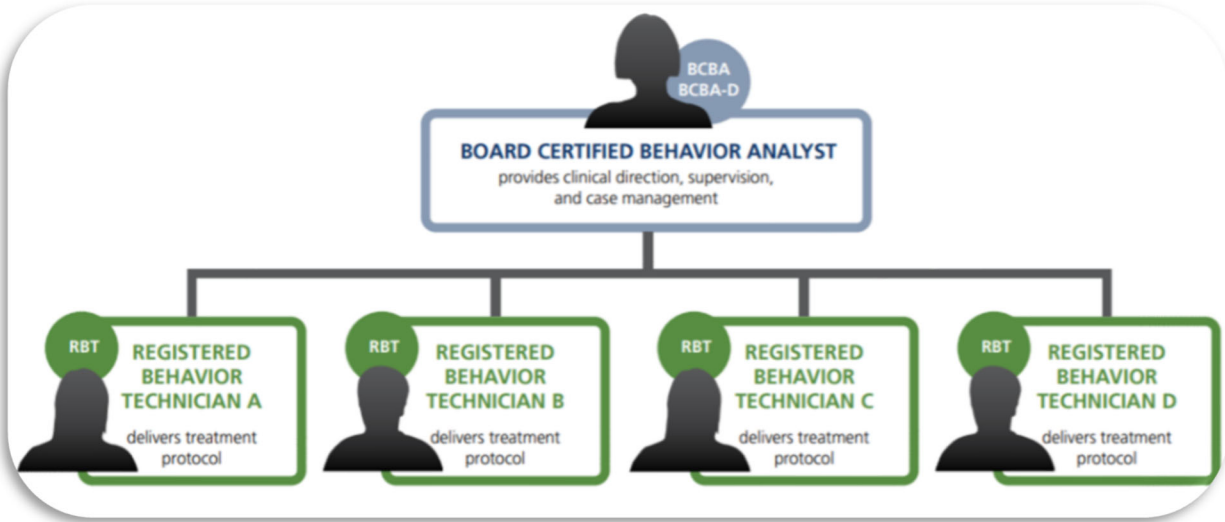 BCBA
BCBA-D
BOARD CERTIFIED BEHAVIOR ANALYST
provides clinical direction, supervision,
and case management
RBT
REGISTERED
BEHAVIOR
TECHNICIAN A
delivers treatment
protocol
RBT
REGISTERED
BEHAVIOR
TECHNICIAN B
delivers treatment
protocol
RBT
REGISTERED
BEHAVIOR
TECHNICIAN C
delivers treatment
protocol
RBT
REGISTERED
BEHAVIOR
TECHNICIAN D
delivers treatment
protocol